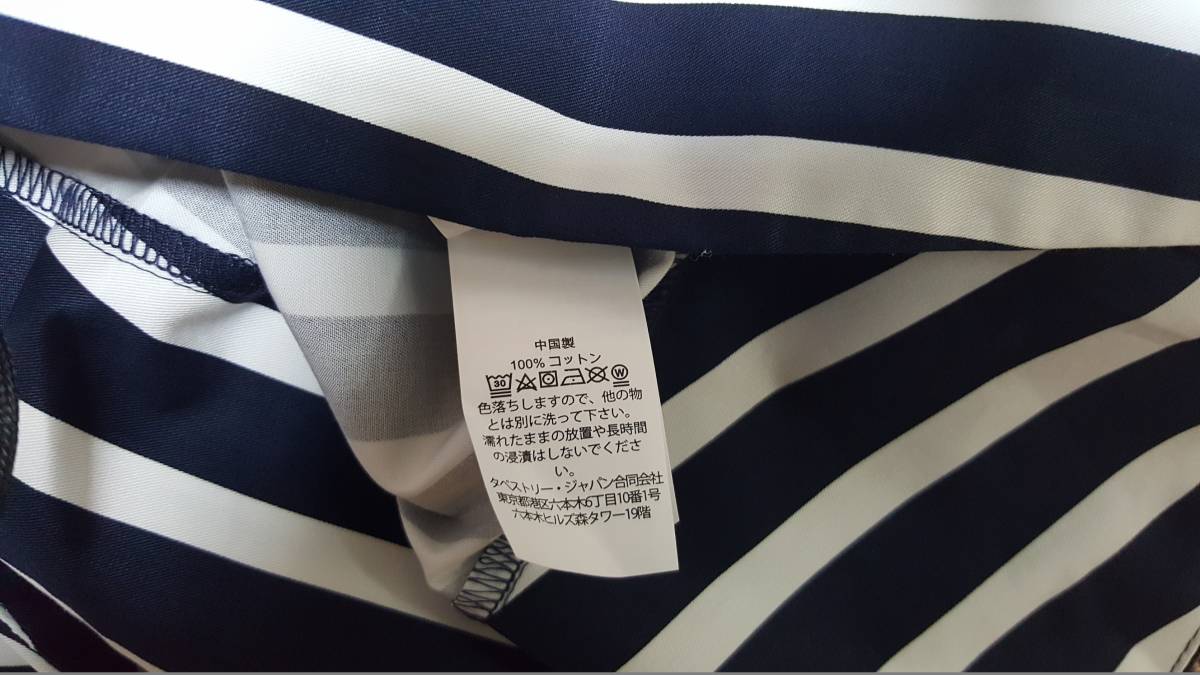 中国製
100% コットン
30 W
色落ちしますので、他の物
とは別に洗って下さい。
濡れたままの放置や長時間
の浸漬はしないでくださ
い。
タペストリー・ジャパン合同会社
東京都港区六本木6丁目10番1号
六本木ヒルズ森タワー19階